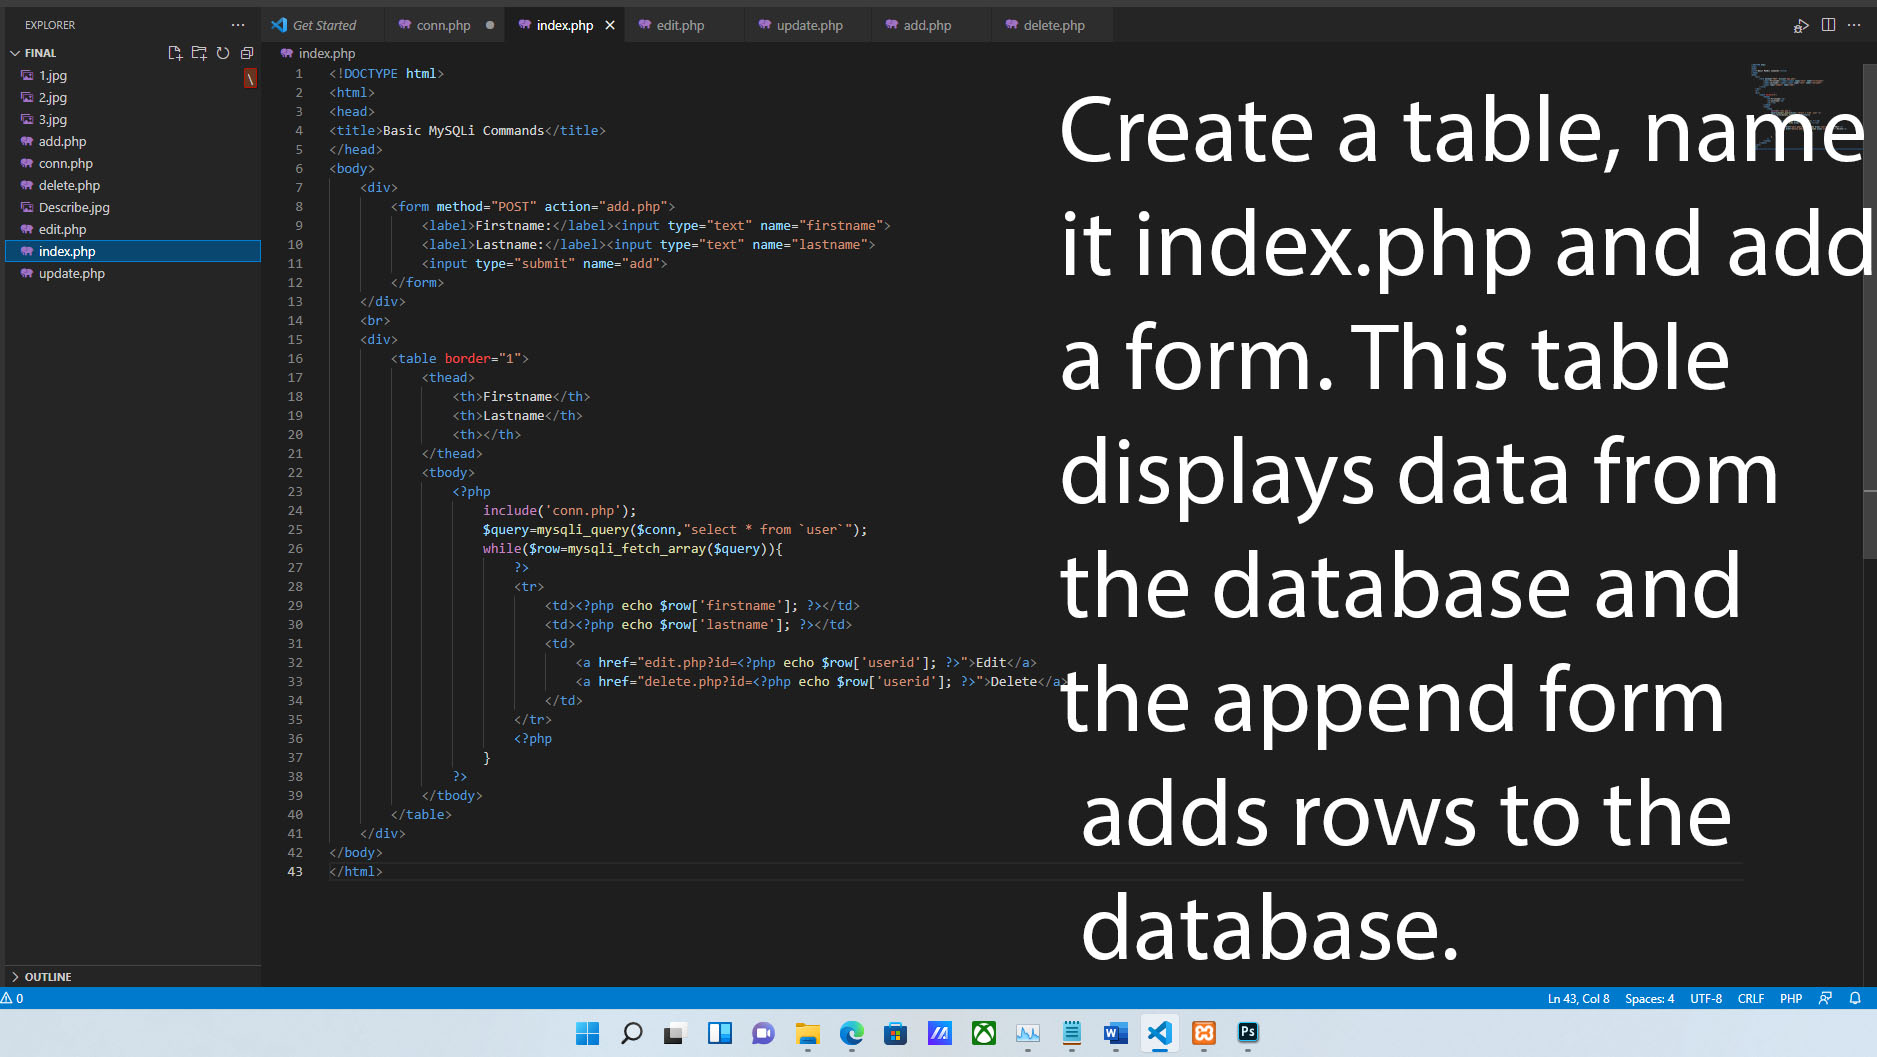 EXPLORER
Get Started
conn.php
index.php
edit.php
update.php
add.php
delete.php
FINAL
1.jpg
2.jpg
3.jpg
add.php
conn.php
delete.php
Describe.jpg
edit.php
index.php
update.php
\
index.php
1 <!DOCTYPE html>
2 <html>
3 <head>
4 <title>Basic MySQLi Commands</title>
5 </head>
6 <body>
7 <div>
8 <form method="POST" action="add.php">
9 <label>Firstname:</label><input type="text" name="firstname">
10 <label>Lastname:</label><input type="text" name="lastname">
11 <input type="submit" name="add">
12 </form>
13 </div>
14 <br>
15 <div>
16 <table border="1">
17 <thead>
18 <th>Firstname</th>
19 <th>Lastname</th>
20 <th></th>
21 </thead>
22 <tbody>
23 <?php
24 include('conn.php');
25 $query=mysqli_query($conn,"select * from `user`");
26 while($row=mysqli_fetch_array($query)){
27 ?>
28 <tr>
29 <td><?php echo $row['firstname']; ?></td>
30 <td><?php echo $row['lastname']; ?></td>
31 <td>
32 <a href="edit.php?id=<?php echo $row['userid']; ?>">Edit</a>
33 <a href="delete.php?id=<?php echo $row['userid']; ?>">Delete</a>
34 </td>
35 </tr>
36 <?php
37 }
38 ?>
39 </tbody>
40 </table>
41 </div>
42 </body>
43 </html>
Create a table, name
it index.php and add
a form. This table
displays data from
the database and
the append form
adds rows to the
database.
OUTLINE
0
Ln 43, Col 8 Spaces: 4 UTF-8 CRLF PHP
W
Ps